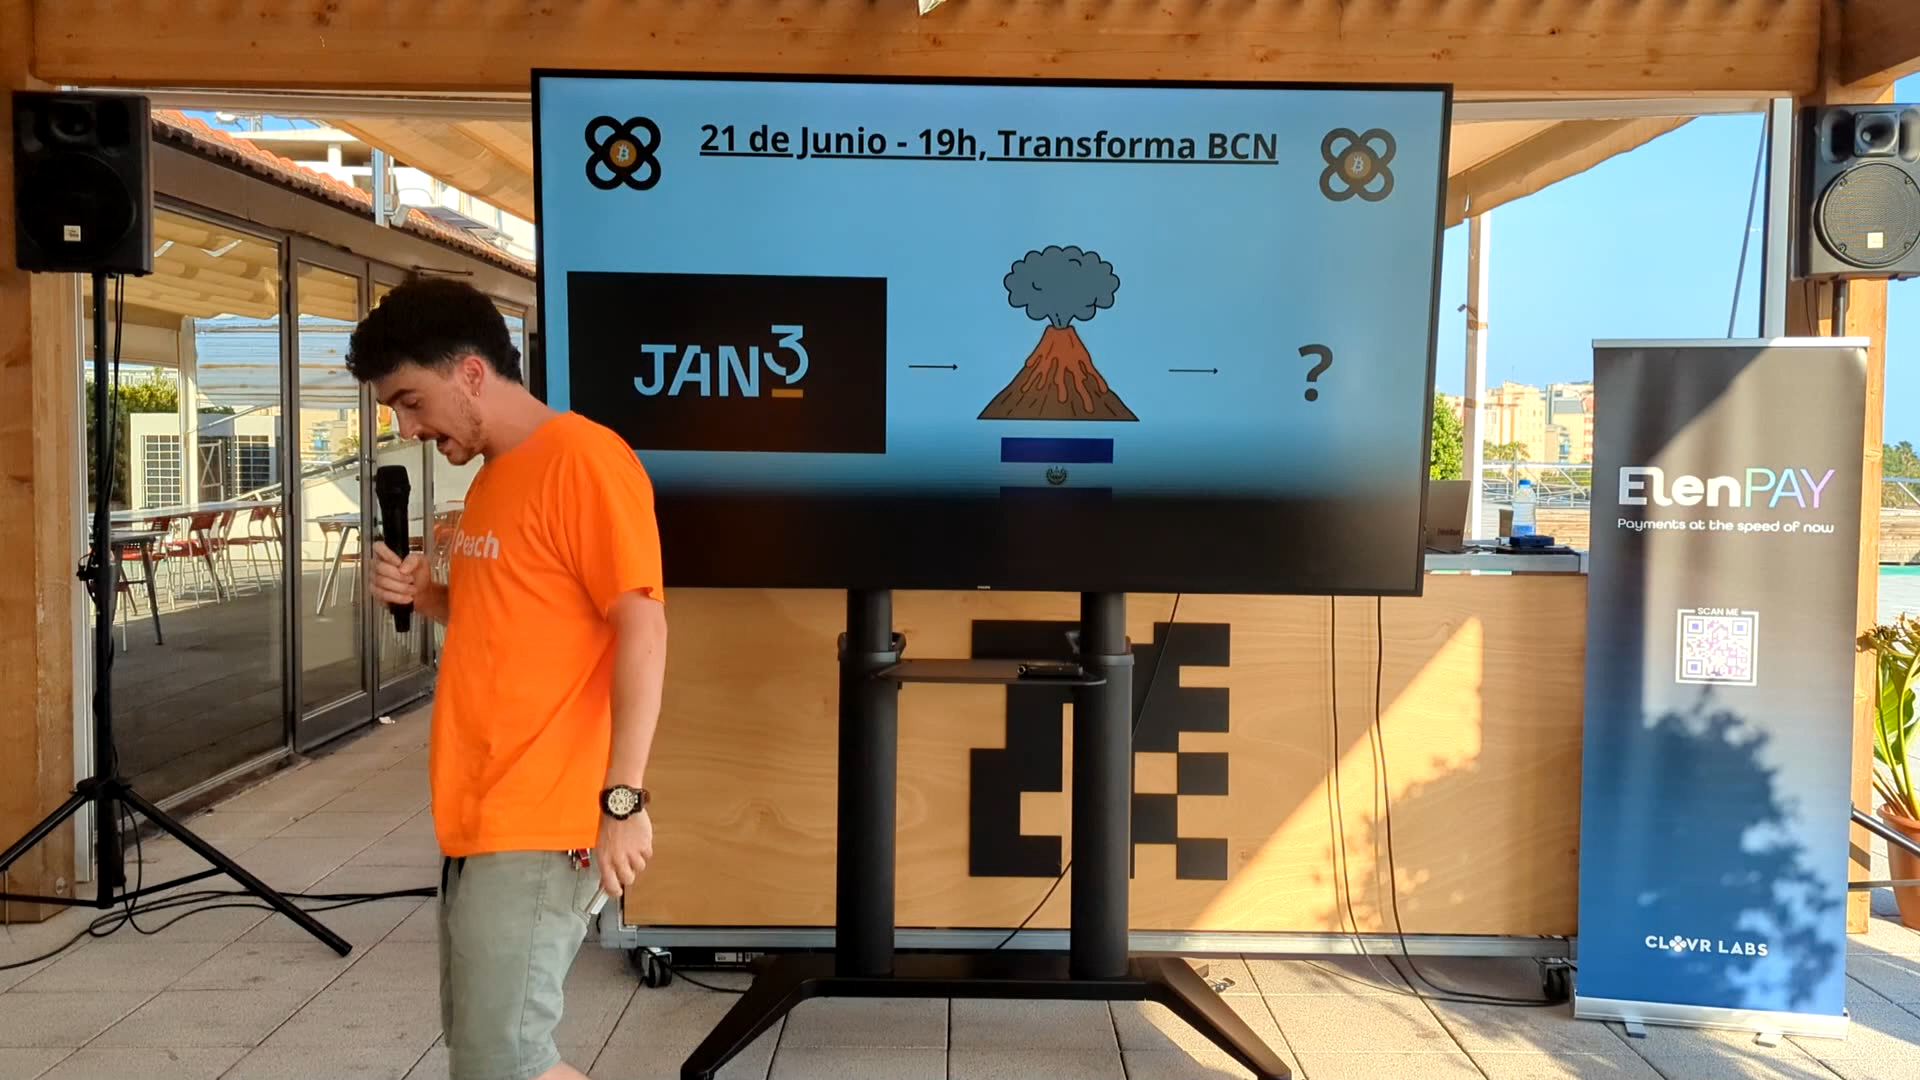 21 de Junio - 19h, Transforma BCN
JAN3
?
Peach
ElenPAY
Payments at the speed of now
SCAN ME
CLOVR LABS